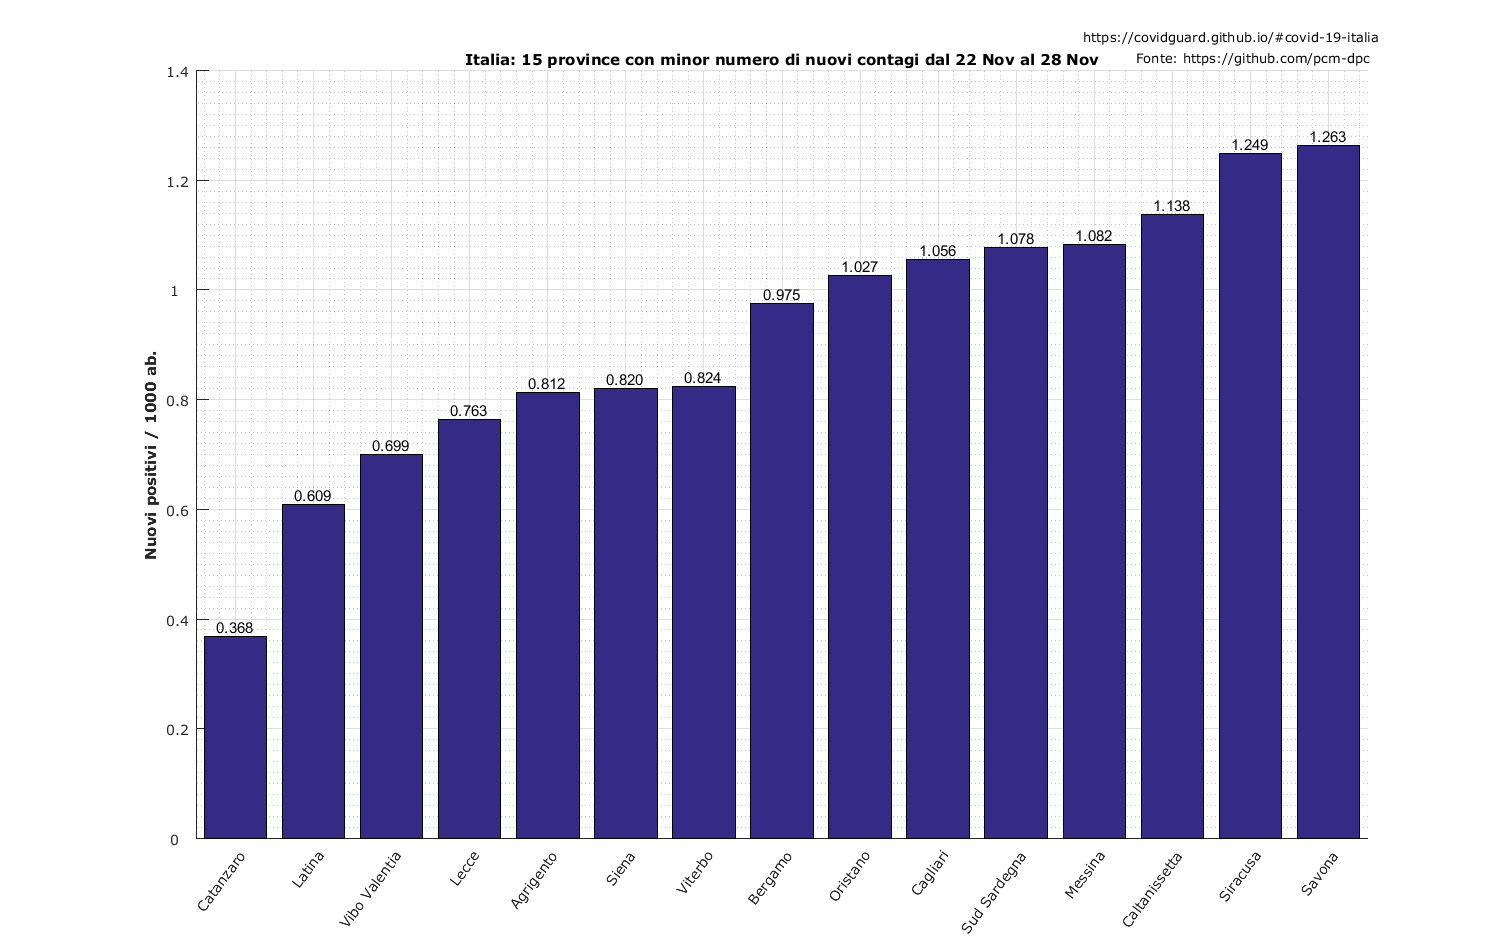 https://covidguard.github.io/#covid-19-italia
Italia: 15 province con minor numero di nuovi contagi dal 22 Nov al 28 Nov
Fonte: https://github.com/pcm-dpc
Nuovi positivi / 1000 ab.
1.4
1.2
1
0.8
0.6
0.4
0.2
0
0.368
0.609
0.699
0.763
0.812
0.820
0.824
0.975
1.027
1.056
1.078
1.082
1.138
1.249
1.263
Catanzaro
Latina
Vibo Valentia
Lecce
Agrigento
Siena
Viterbo
Bergamo
Oristano
Cagliari
Sud Sardegna
Messina
Caltanissetta
Siracusa
Savona